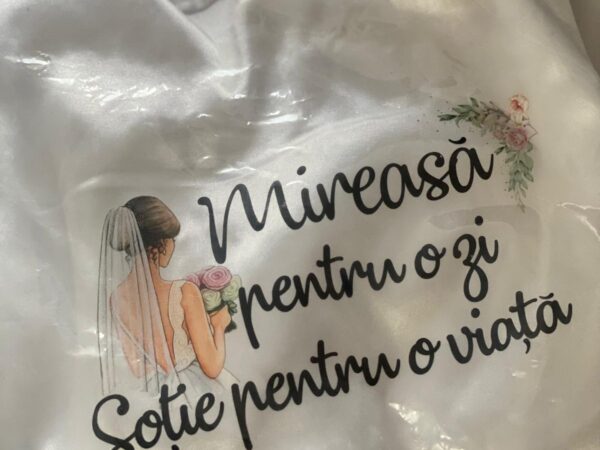 Mireasă
pentru o zi
Soție pentru o viață